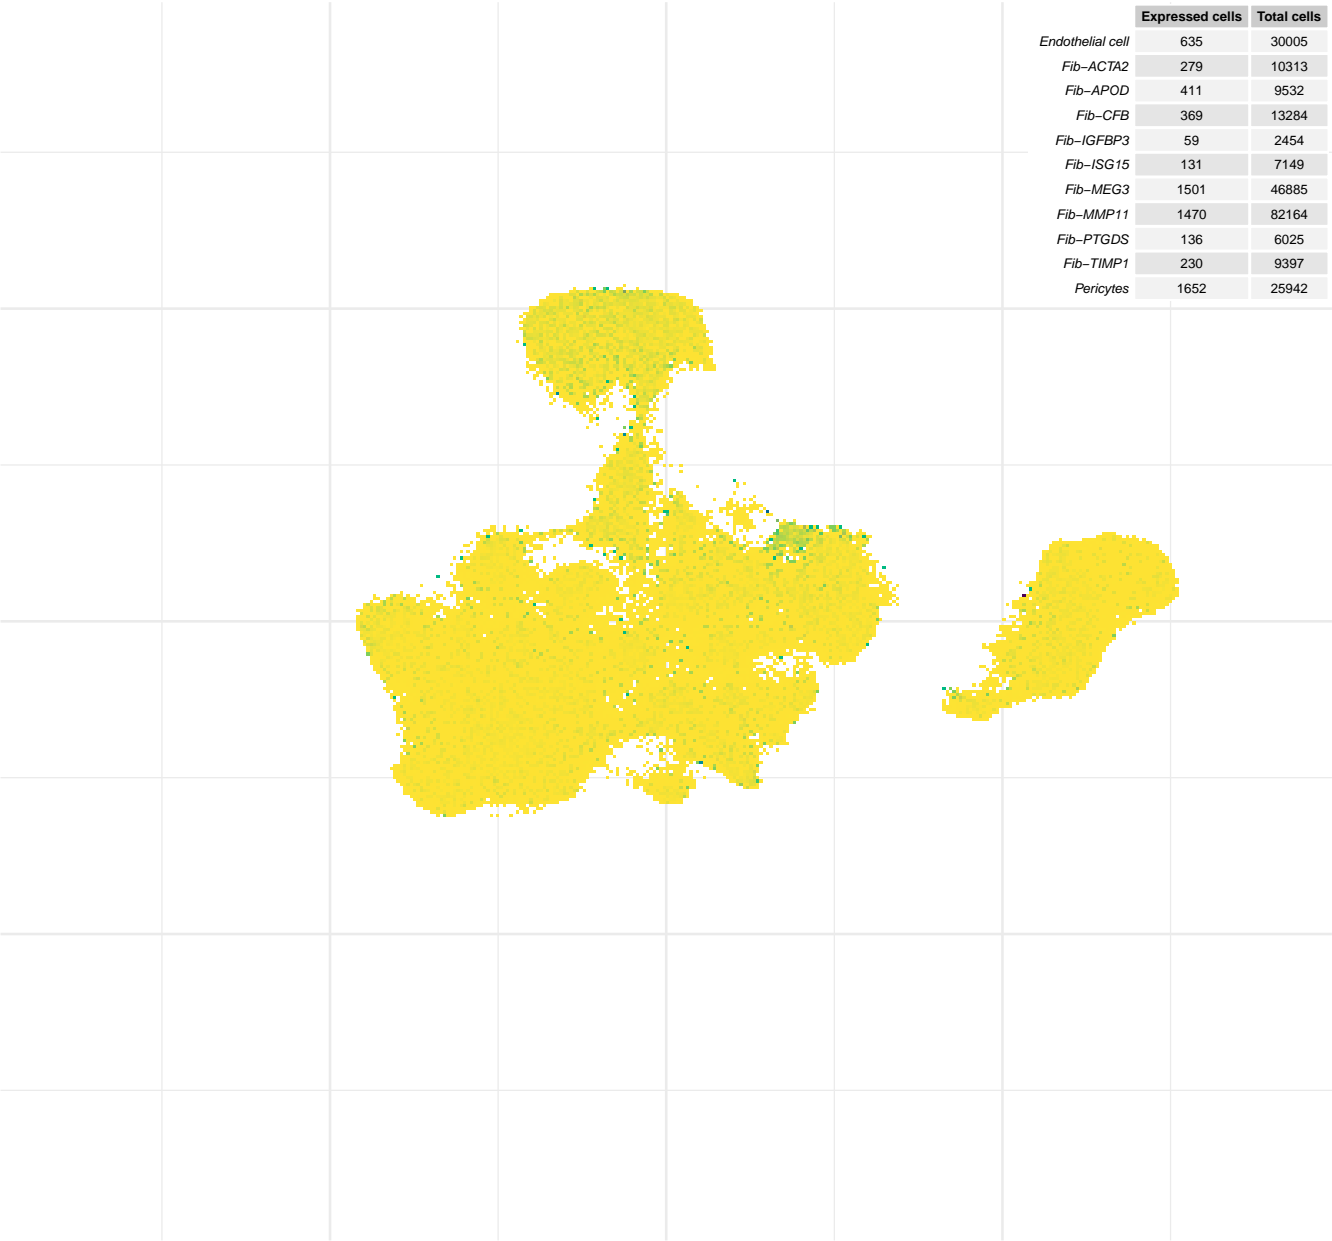 Expressed cells Total cells
Endothelial cell 635 30005
Fib−ACTA2 279 10313
Fib−APOD 411 9532
Fib−CFB 369 13284
Fib−IGFBP3 59 2454
Fib−ISG15 131 7149
Fib−MEG3 1501 46885
Fib−MMP11 1470 82164
Fib−PTGDS 136 6025
Fib−TIMP1 230 9397
Pericytes 1652 25942